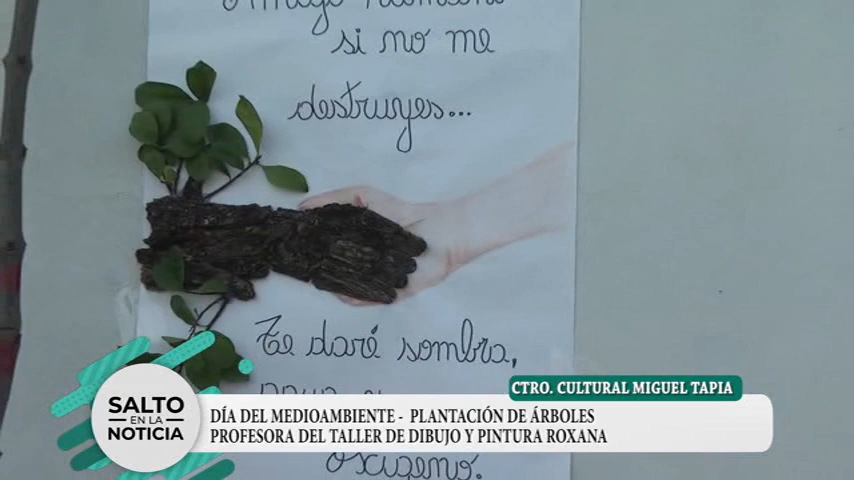 Amigo
si no me
destruyes...
Te daré sombra,
oxígeno.
CTRO. CULTURAL MIGUEL TAPIA
SALTO
EN LA
NOTICIA
DÍA DEL MEDIOAMBIENTE - PLANTACIÓN DE ÁRBOLES
PROFESORA DEL TALLER DE DIBUJO Y PINTURA ROXANA